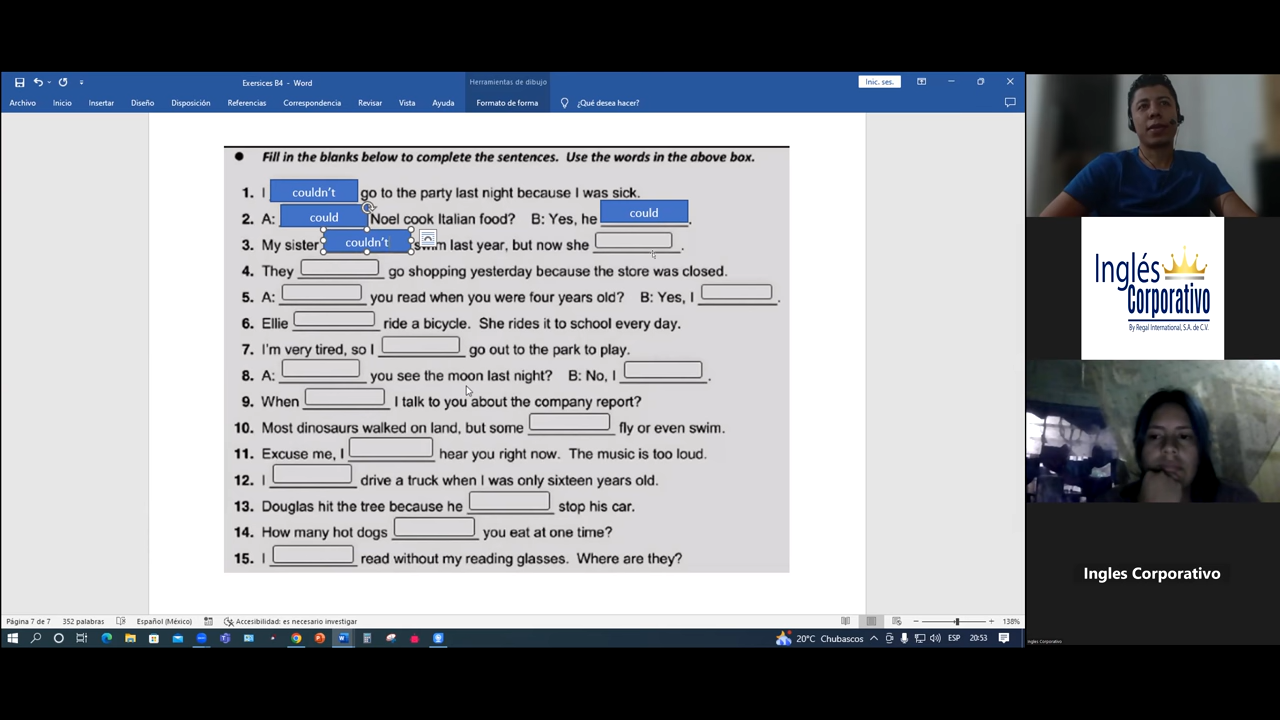 Exersices B4 - Word
Herramientas de dibujo
Inic. ses.
Archivo Inicio Insertar Diseño Disposición Referencias Correspondencia Revisar Vista Ayuda Formato de forma ¿Qué desea hacer?
● Fill in the blanks below to complete the sentences. Use the words in the above box.
1. I couldn't go to the party last night because I was sick.
2. A: could Noel cook Italian food? B: Yes, he could.
3. My sister couldn't swim last year, but now she .
4. They go shopping yesterday because the store was closed.
5. A: you read when you were four years old? B: Yes, I .
6. Ellie ride a bicycle. She rides it to school every day.
7. I'm very tired, so I go out to the park to play.
8. A: you see the moon last night? B: No, I .
9. When I talk to you about the company report?
10. Most dinosaurs walked on land, but some fly or even swim.
11. Excuse me, I hear you right now. The music is too loud.
12. I drive a truck when I was only sixteen years old.
13. Douglas hit the tree because he stop his car.
14. How many hot dogs you eat at one time?
15. I read without my reading glasses. Where are they?
Página 7 de 7 352 palabras Español (México) Accesibilidad: es necesario investigar 138%
20°C Chubascos ESP 20:53
Inglés
Corporativo
By Regal International, S.A. de C.V.
Ingles Corporativo
Ingles Corporativo